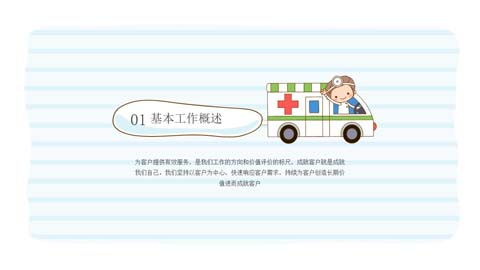 01 基本工作概述
为客户提供有效服务，是我们工作的方向和价值评价的标尺。成就客户就是成就
我们自己，我们坚持以客户为中心，快速响应客户需求，持续为客户创造长期价
值进而成就客户